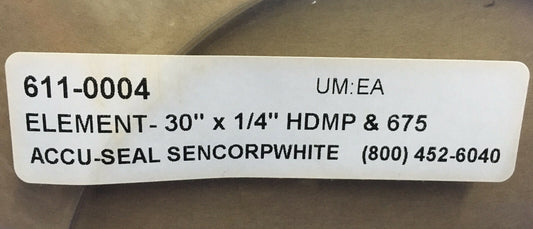 611-0004 UM:EA
ELEMENT- 30" x 1/4" HDMP & 675
ACCU-SEAL SENCORPWHITE (800) 452-6040